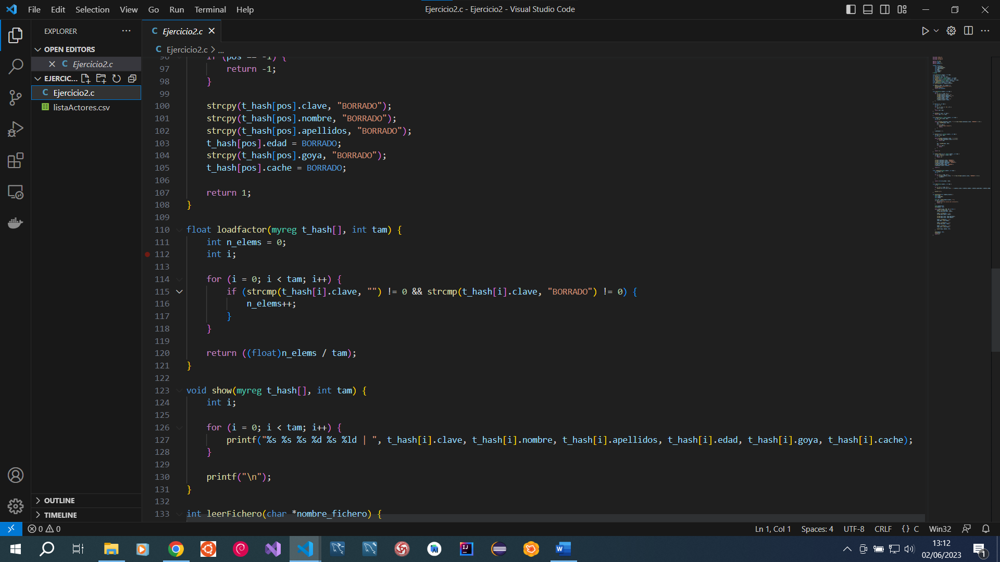 File Edit Selection View Go Run Terminal Help
Ejercicio2.c - Ejercicio2 - Visual Studio Code
EXPLORER
OPEN EDITORS
C Ejercicio2.c
EJERCIC...
C Ejercicio2.c
listaActores.csv
OUTLINE
TIMELINE
C Ejercicio2.c
C Ejercicio2.c > ...
96 if (pos == -1) {
97 return -1;
98 }
99
100 strcpy(t_hash[pos].clave, "BORRADO");
101 strcpy(t_hash[pos].nombre, "BORRADO");
102 strcpy(t_hash[pos].apellidos, "BORRADO");
103 t_hash[pos].edad = BORRADO;
104 strcpy(t_hash[pos].goya, "BORRADO");
105 t_hash[pos].cache = BORRADO;
106
107 return 1;
108 }
109
110 float loadfactor(myreg t_hash[], int tam) {
111 int n_elems = 0;
112 int i;
113
114 for (i = 0; i < tam; i++) {
115 if (strcmp(t_hash[i].clave, "") != 0 && strcmp(t_hash[i].clave, "BORRADO") != 0) {
116 n_elems++;
117 }
118 }
119
120 return ((float)n_elems / tam);
121 }
122
123 void show(myreg t_hash[], int tam) {
124 int i;
125
126 for (i = 0; i < tam; i++) {
127 printf("%s %s %s %d %s %ld | ", t_hash[i].clave, t_hash[i].nombre, t_hash[i].apellidos, t_hash[i].edad, t_hash[i].goya, t_hash[i].cache);
128 }
129
130 printf("\n");
131 }
132
133 int leerFichero(char *nombre_fichero) {
0 0
Ln 1, Col 1 Spaces: 4 UTF-8 CRLF {} C Win32
13:12
02/06/2023
1